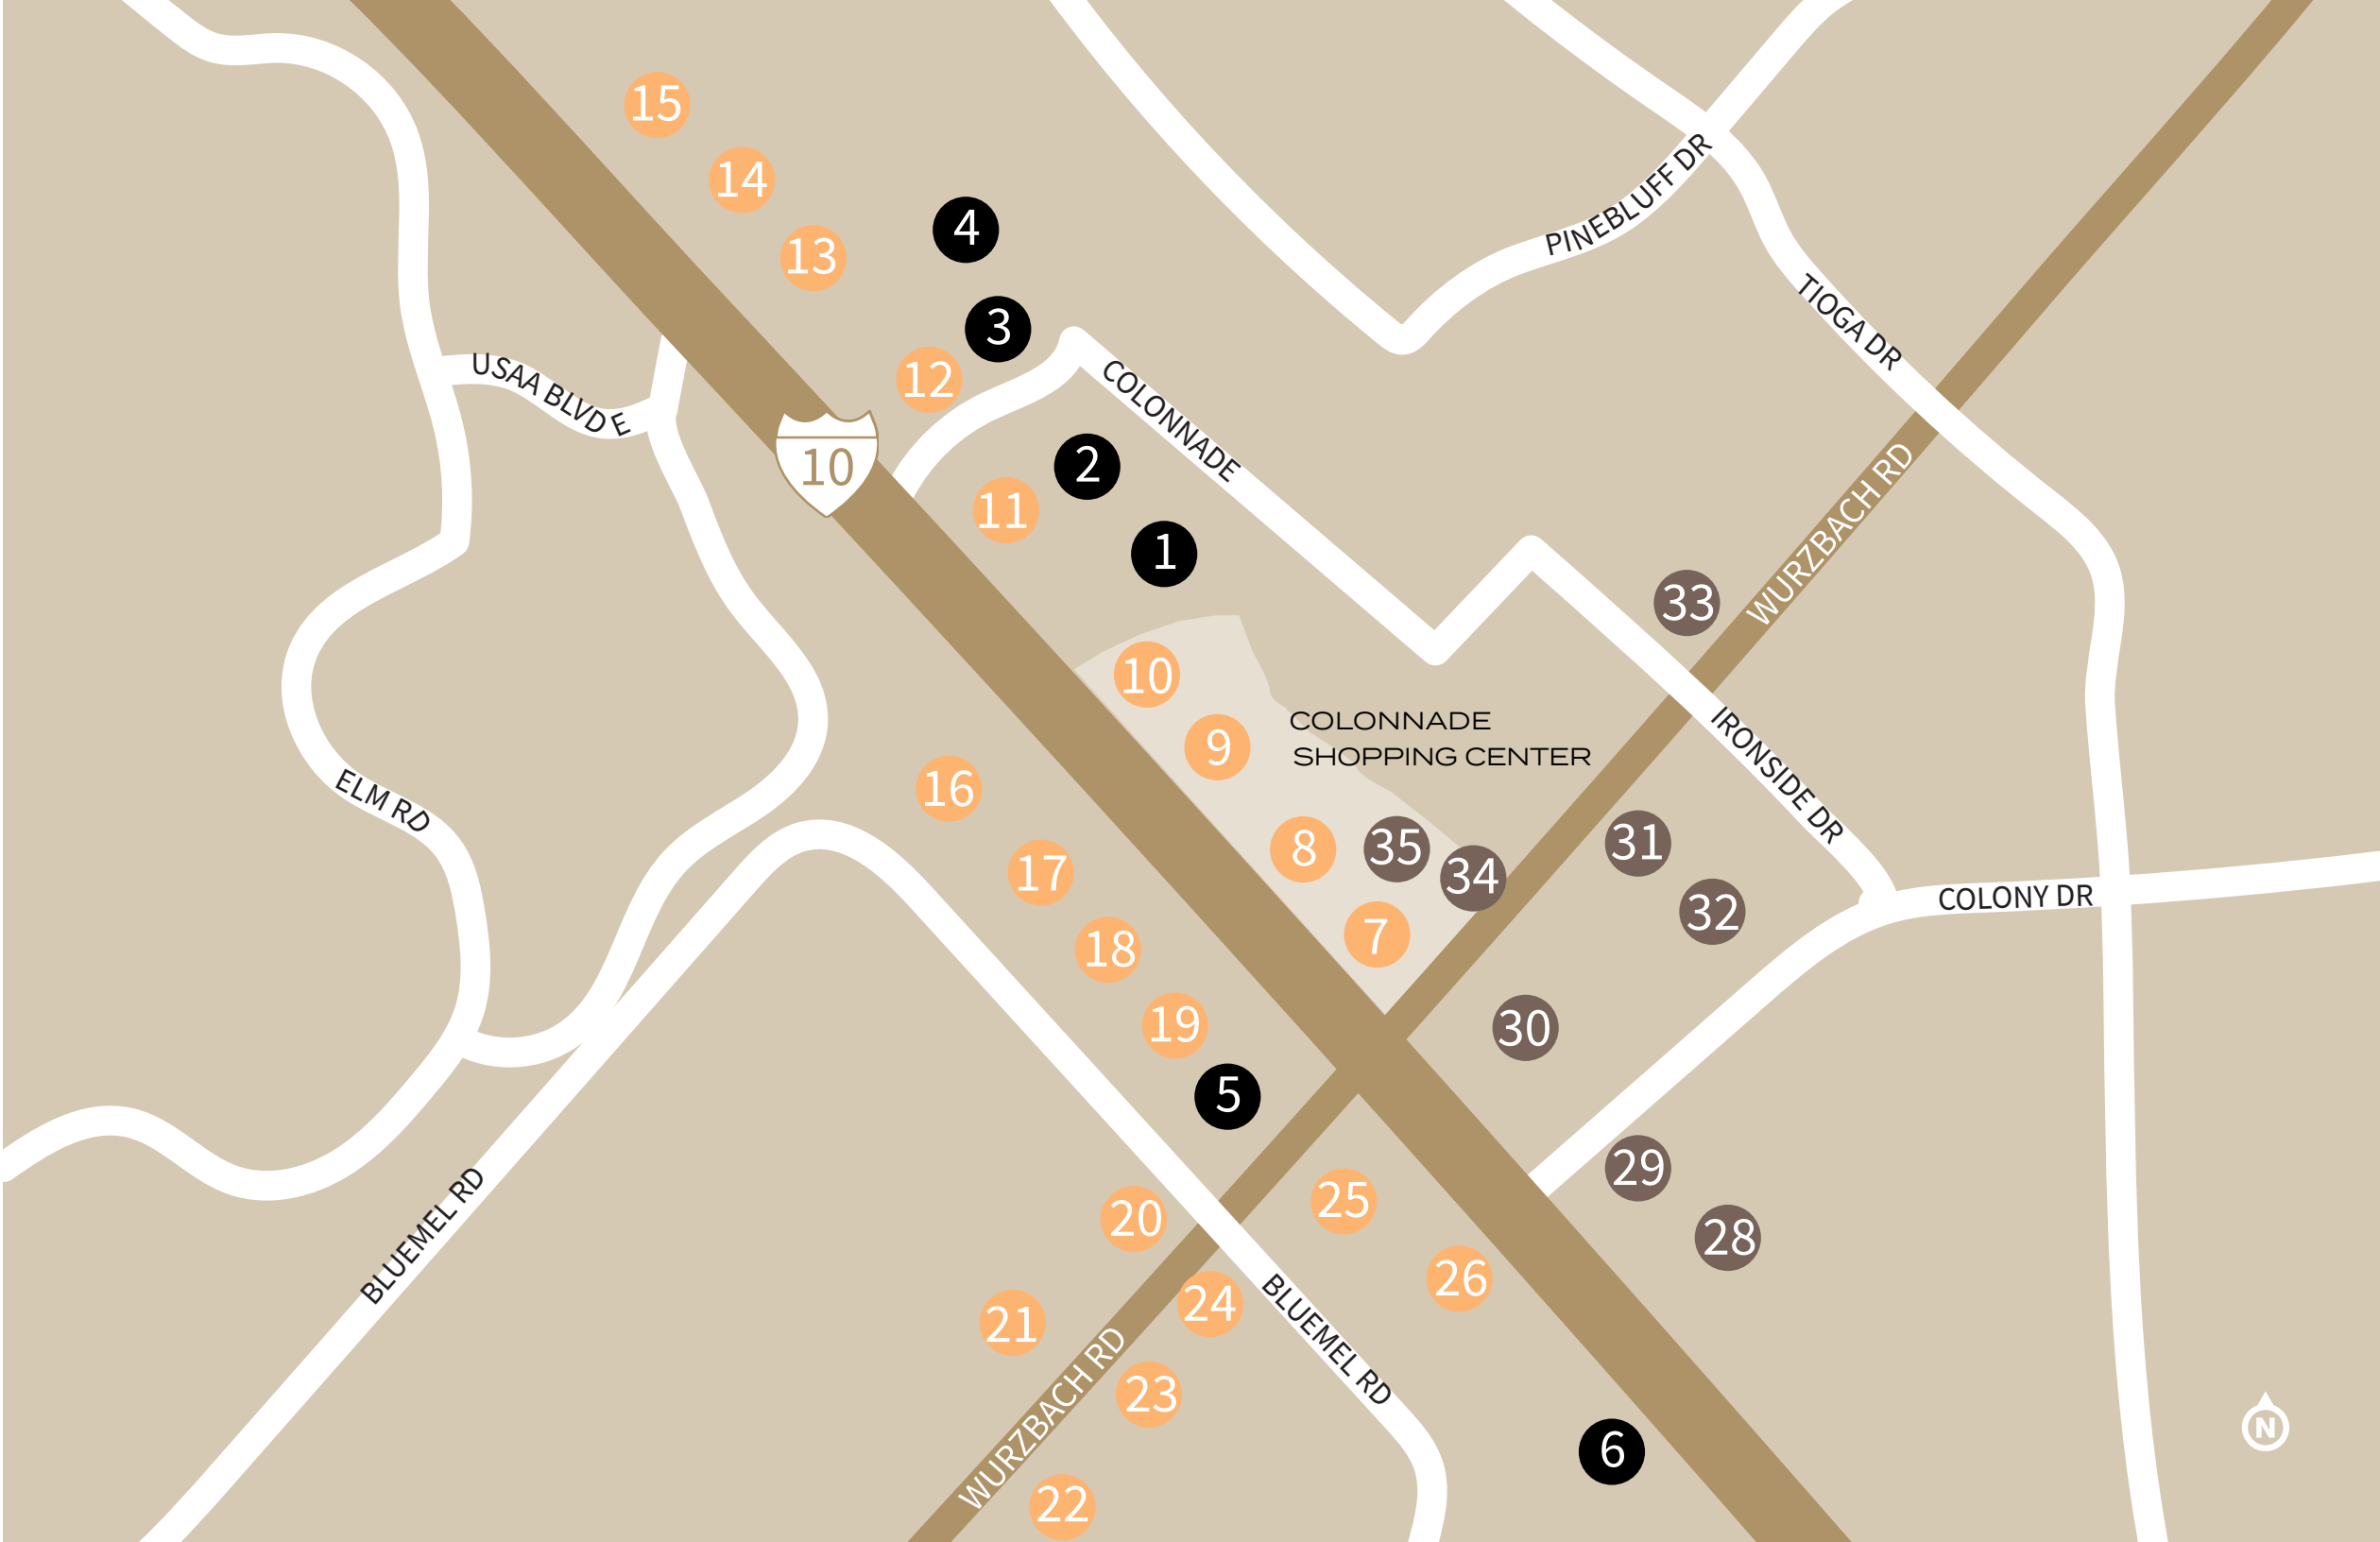 15
14
PINEBLUFF DR
4
13
TIOGA DR
3
12
USAA BLVD E
COLONNADE
10
2
11
WURZBACH RD
1
33
10
COLONNADE
SHOPPING CENTER
9
IRONSIDE DR
16
ELM RD
31
8
35
34
17
COLONY DR
32
7
18
19
30
5
29
BLUEMEL RD
25
20
28
26
24
21
BLUEMEL RD
23
WURZBACH RD
N
6
22